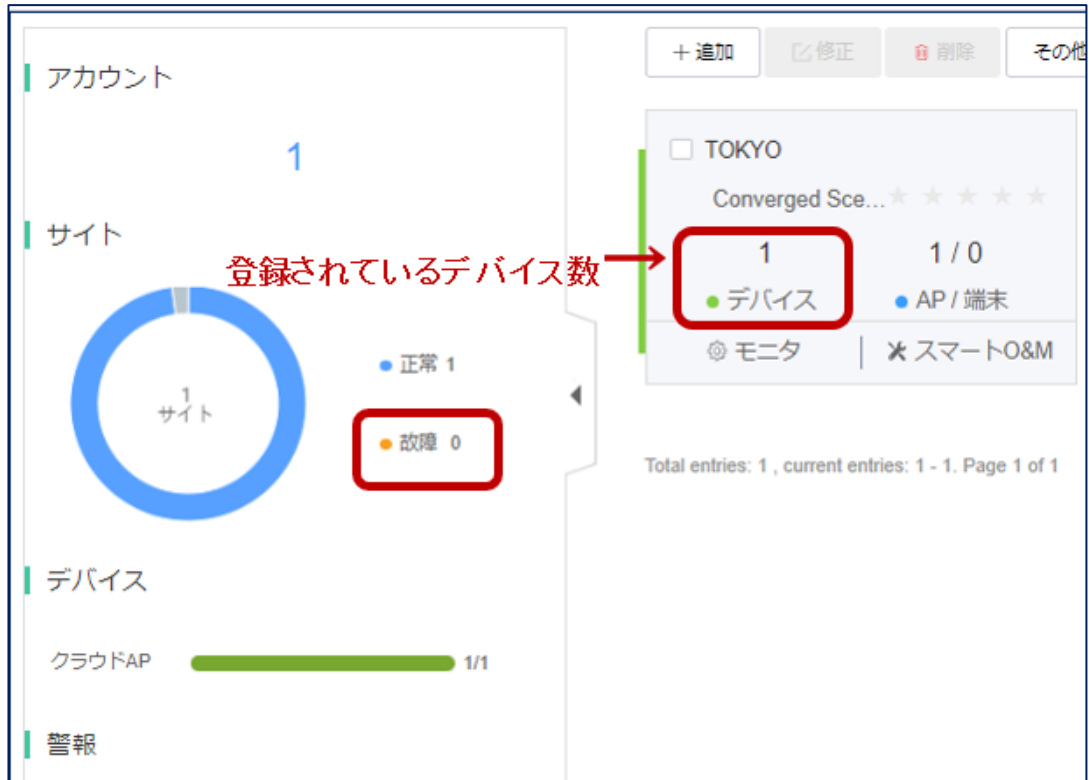 アカウント
1
サイト
1
サイト
正常 1
故障 0
デバイス
クラウドAP 1/1
警報
登録されているデバイス数
+ 追加 修正 削除 その他
TOKYO
Converged Sce...
1 1 / 0
デバイス AP / 端末
モニタ スマートO&M
Total entries: 1 , current entries: 1 - 1. Page 1 of 1